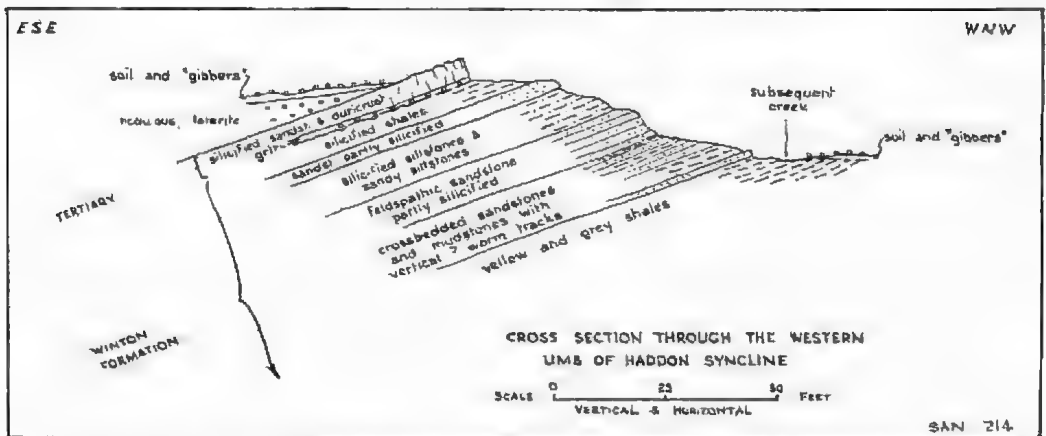 ESE
WNW
soil and "gibbers"
nodulous, laterite
silicified sandst & duricrust
grit
silicified shales
sandst partly silicified
silicified siltstones &
sandy siltstones
feldspathic sandstone
partly silicified
crossbedded sandstones
and mudstones with
vertical ? worm tracks
yellow and grey shales
subsequent
creek
soil and "gibbers"
TERTIARY
WINTON
FORMATION
CROSS SECTION THROUGH THE WESTERN
LIMB OF HADDON SYNCLINE
SCALE 0 25 50 FEET
VERTICAL & HORIZONTAL
SAN 214